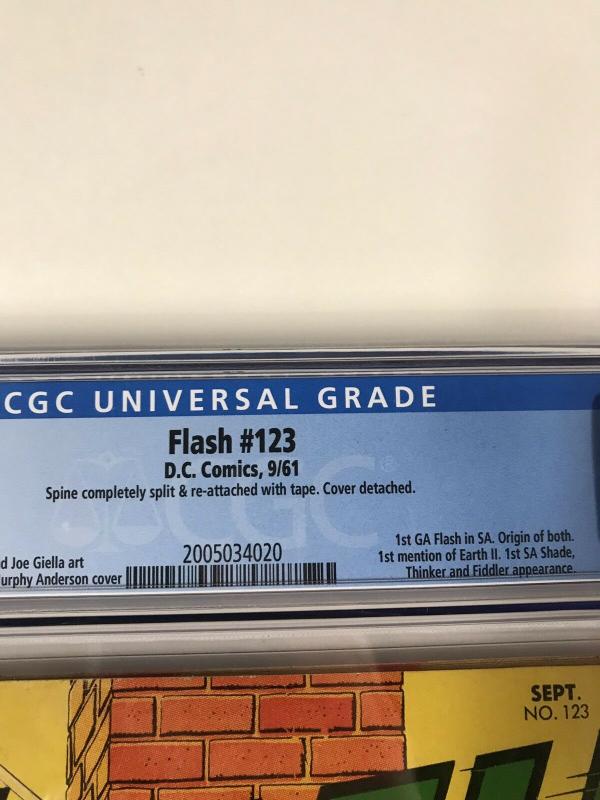 CGC UNIVERSAL GRADE
Flash #123
D.C. Comics, 9/61
Spine completely split & re-attached with tape. Cover detached.
CGC®
d Joe Giella art
urphy Anderson cover
2005034020
1st GA Flash in SA. Origin of both.
1st mention of Earth II. 1st SA Shade,
Thinker and Fiddler appearance.
SEPT.
NO. 123